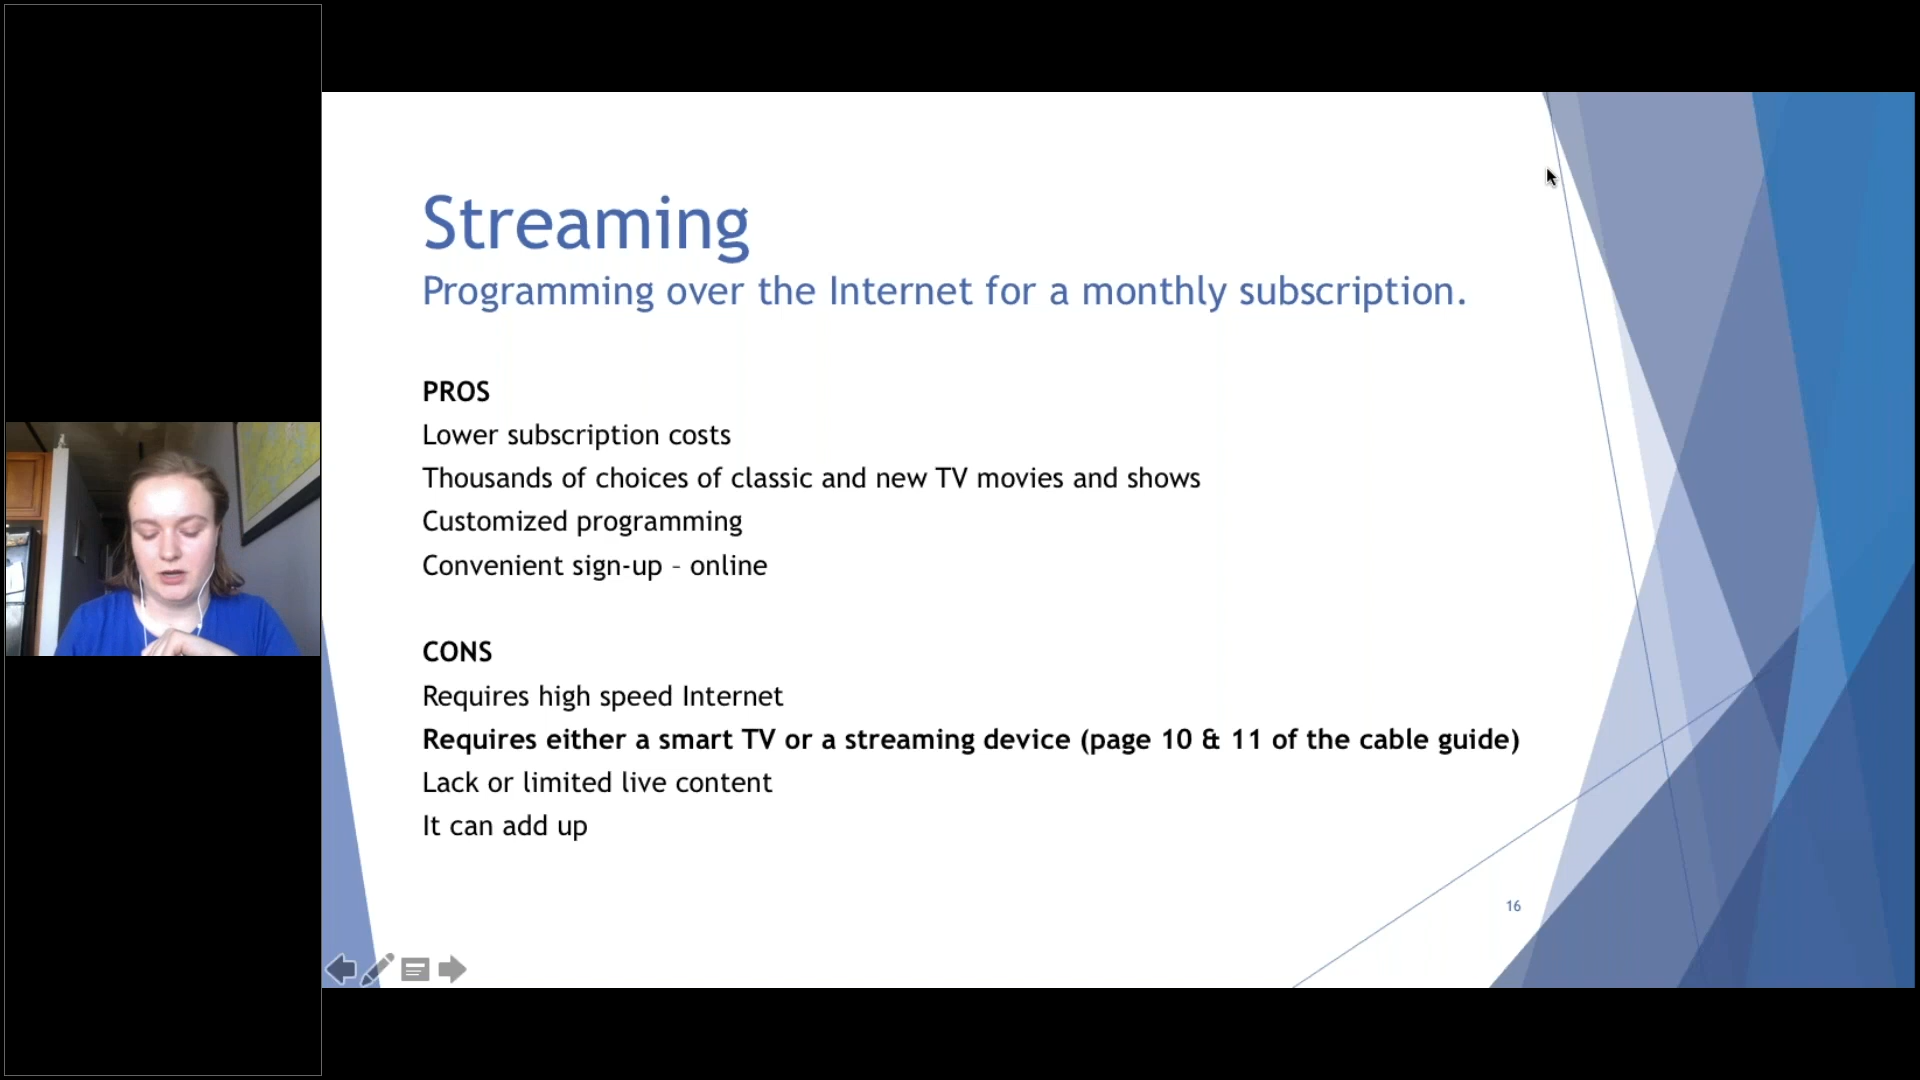 Streaming
Programming over the Internet for a monthly subscription.
PROS
Lower subscription costs
Thousands of choices of classic and new TV movies and shows
Customized programming
Convenient sign-up – online
CONS
Requires high speed Internet
Requires either a smart TV or a streaming device (page 10 & 11 of the cable guide)
Lack or limited live content
It can add up
16